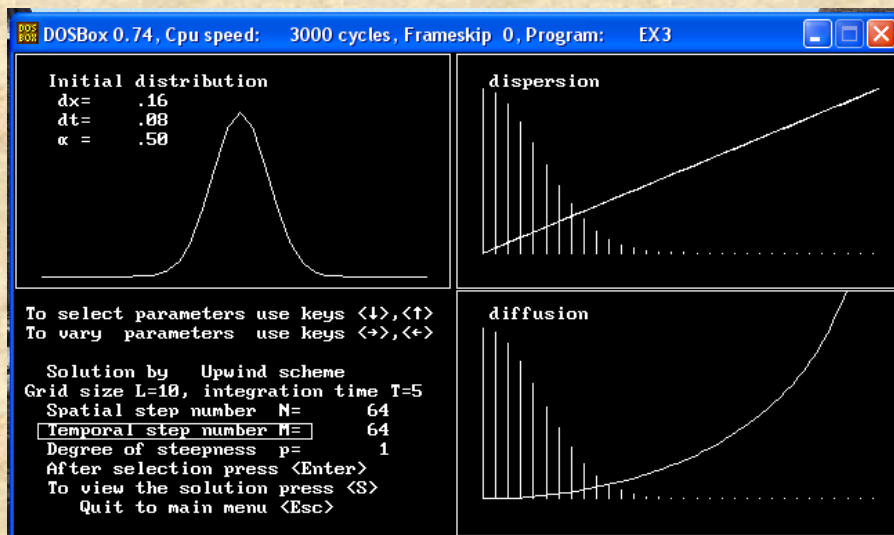 DOS BOX DOSBox 0.74, Cpu speed: 3000 cycles, Frameskip 0, Program: EX3
Initial distribution
dx= .16
dt= .08
α = .50
dispersion
To select parameters use keys <↓>,<↑>
To vary parameters use keys <→>,<←>
Solution by Upwind scheme
Grid size L=10, integration time T=5
Spatial step number N= 64
Temporal step number M= 64
Degree of steepness p= 1
After selection press <Enter>
To view the solution press <S>
Quit to main menu <Esc>
diffusion